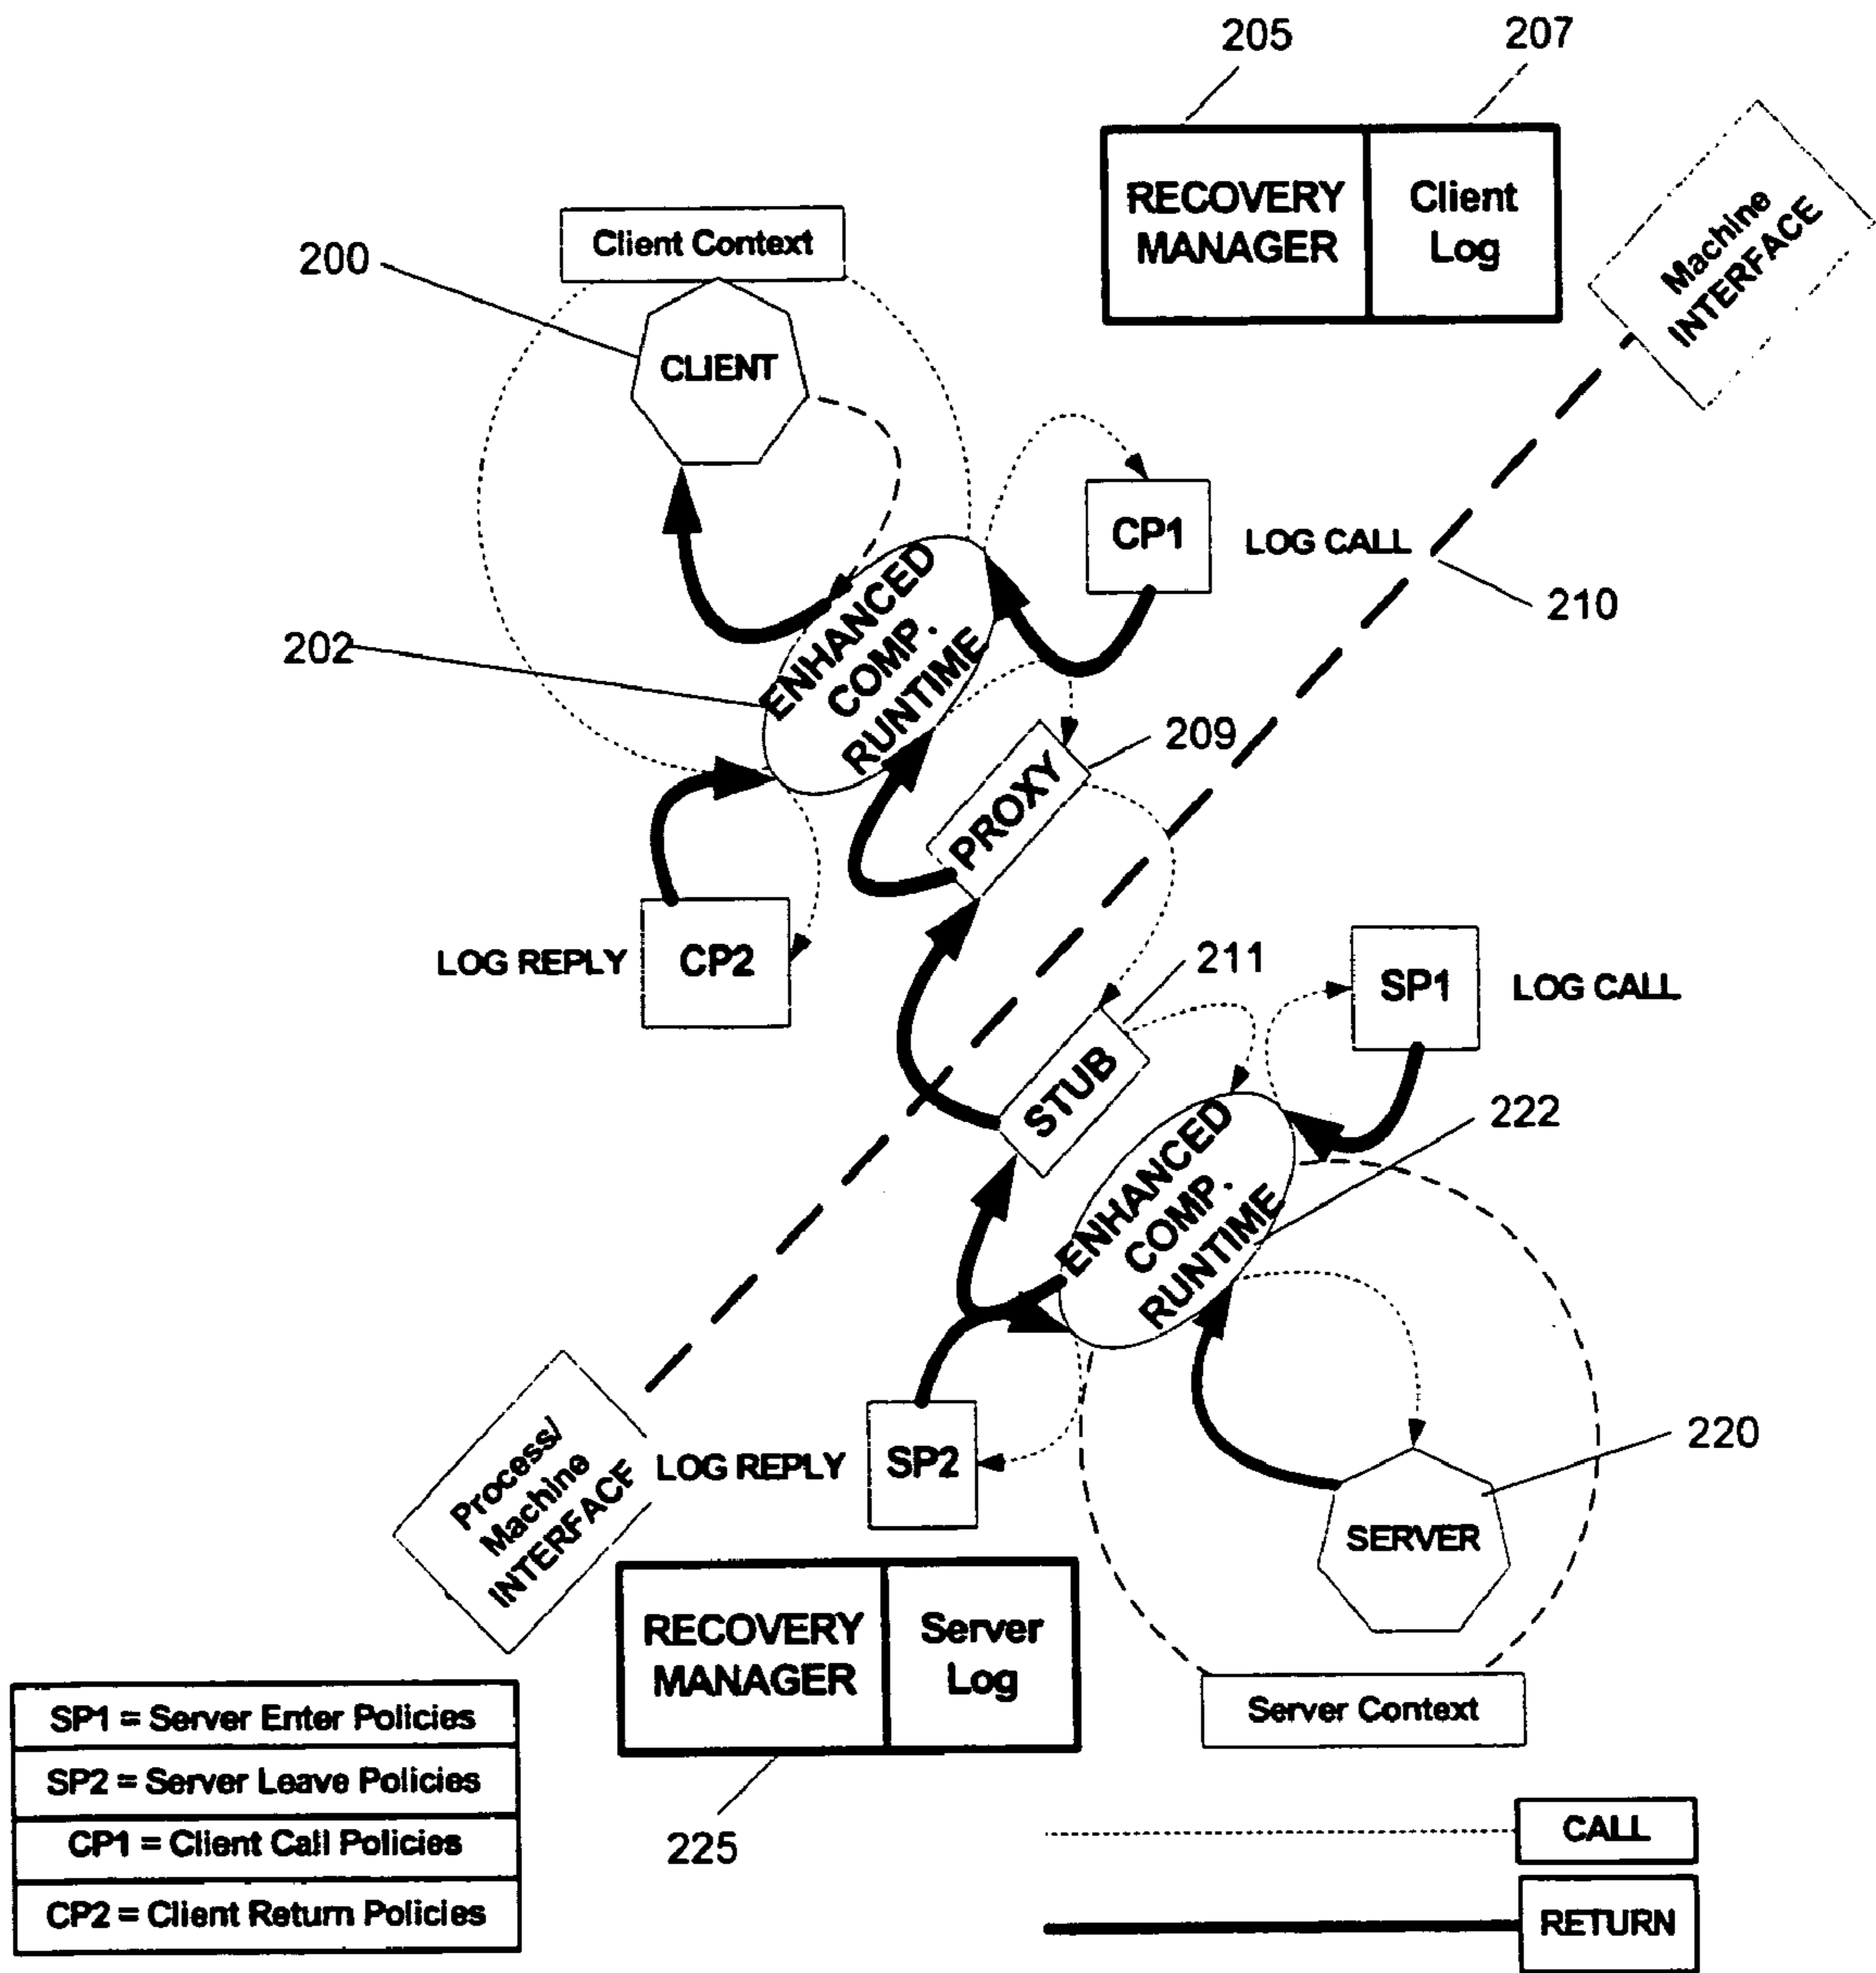 205
207
RECOVERY
MANAGER
Client
Log
Machine
INTERFACE
Client Context
200
CLIENT
CP1
LOG CALL
210
202
ENHANCED
COMP.
RUNTIME
209
PROXY
LOG REPLY
CP2
211
SP1
LOG CALL
STUB
222
ENHANCED
COMP.
RUNTIME
220
Process/
Machine
INTERFACE
LOG REPLY
SP2
SERVER
RECOVERY
MANAGER
Server
Log
Server Context
225
SP1 = Server Enter Policies
SP2 = Server Leave Policies
CP1 = Client Call Policies
CP2 = Client Return Policies
CALL
RETURN